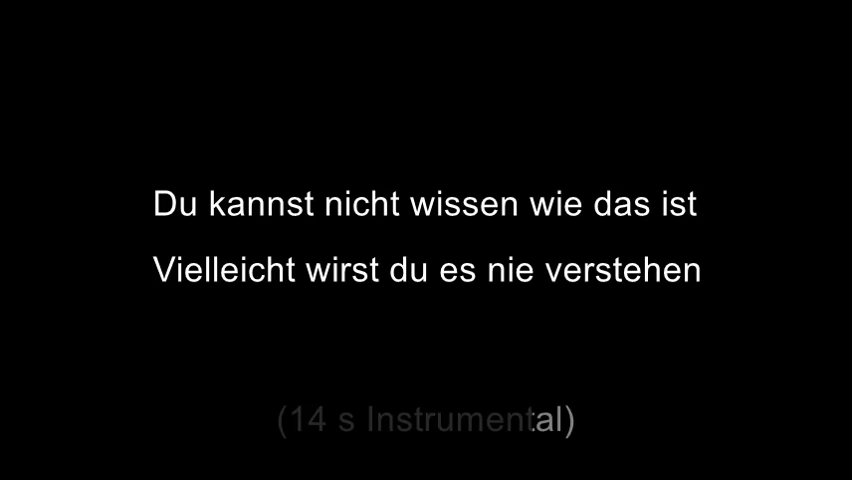 Du kannst nicht wissen wie das ist
Vielleicht wirst du es nie verstehen
(14 s Instrumental)